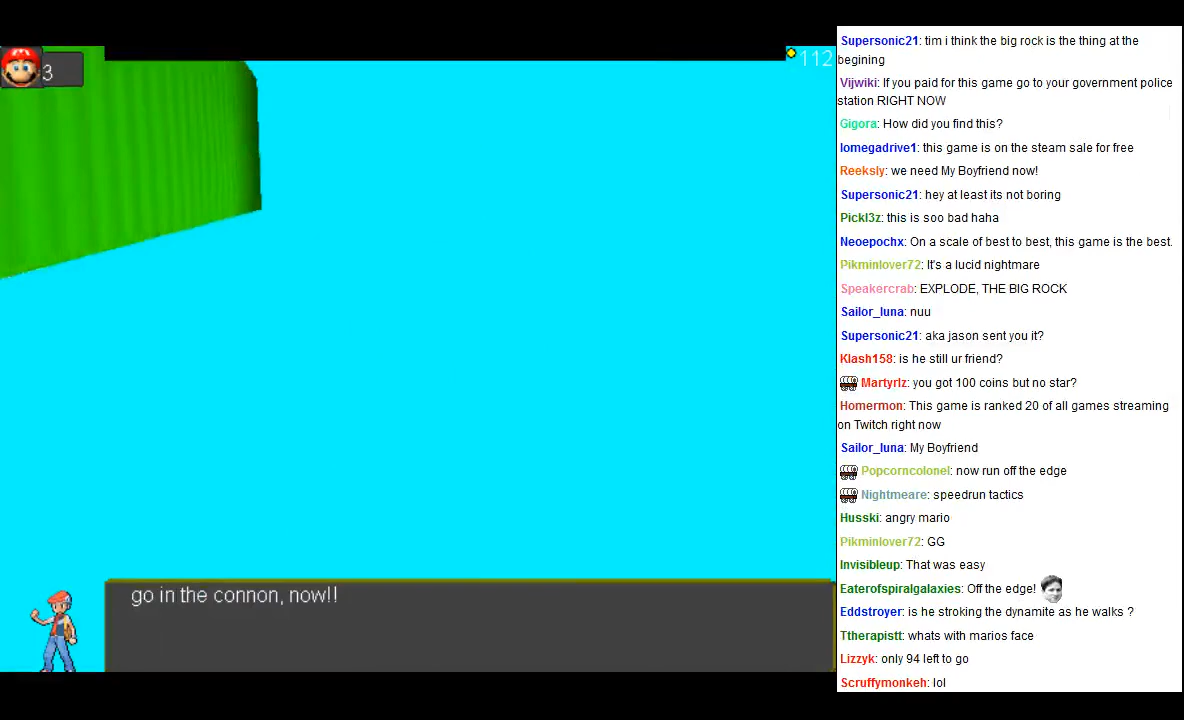 3
112
go in the connon, now!!
Supersonic21: tim i think the big rock is the thing at the
begining
Vijwiki: If you paid for this game go to your government police
station RIGHT NOW
Gigora: How did you find this?
Iomegadrive1: this game is on the steam sale for free
Reeksly: we need My Boyfriend now!
Supersonic21: hey at least its not boring
Pickl3z: this is soo bad haha
Neoepochx: On a scale of best to best, this game is the best.
Pikminlover72: It's a lucid nightmare
Speakercrab: EXPLODE, THE BIG ROCK
Sailor_luna: nuu
Supersonic21: aka jason sent you it?
Klash158: is he still ur friend?
Martyrlz: you got 100 coins but no star?
Homermon: This game is ranked 20 of all games streaming
on Twitch right now
Sailor_luna: My Boyfriend
Popcorncolonel: now run off the edge
Nightmeare: speedrun tactics
Husski: angry mario
Pikminlover72: GG
Invisibleup: That was easy
Eaterofspiralgalaxies: Off the edge!
Eddstroyer: is he stroking the dynamite as he walks ?
Ttherapistt: whats with marios face
Lizzyk: only 94 left to go
Scruffymonkeh: lol